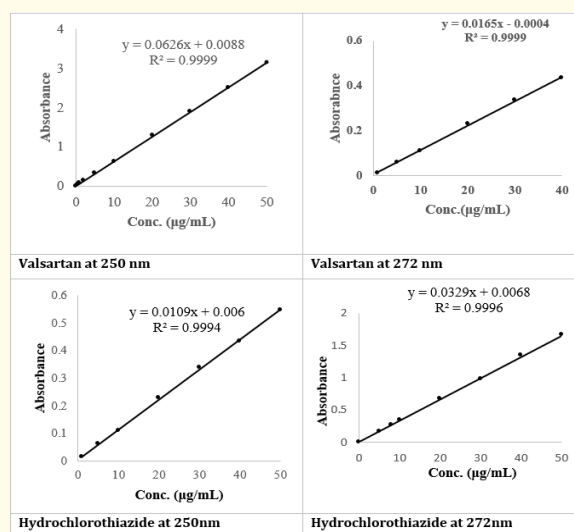 y = 0.0626x + 0.0088
R² = 0.9999
Absorbance
4
3
2
1
0
0 10 20 30 40 50
Conc. (µg/mL)
Valsartan at 250 nm
y = 0.0165x - 0.0004
R² = 0.9999
Absorabnce
0.6
0.4
0.2
0
0 10 20 30 40
Conc.(µg/mL)
Valsartan at 272 nm
y = 0.0109x + 0.006
R² = 0.9994
Absorbance
0.6
0.5
0.4
0.3
0.2
0.1
0
0 10 20 30 40 50
Conc. (µg/mL)
Hydrochlorothiazide at 250nm
y = 0.0329x + 0.0068
R² = 0.9996
Absorbance
2
1.5
1
0.5
0
0 10 20 30 40 50
Conc. (µg/mL)
Hydrochlorothiazide at 272nm